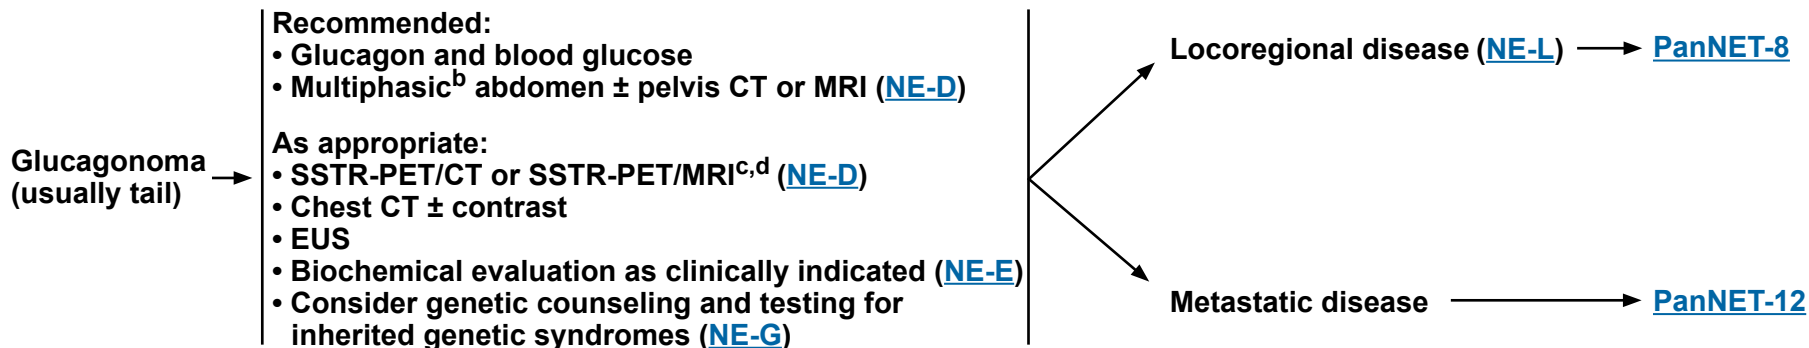 Recommended:
• Glucagon and blood glucose
• Multiphasicᵇ abdomen ± pelvis CT or MRI (NE-D)
As appropriate:
• SSTR-PET/CT or SSTR-PET/MRIᶜ,ᵈ (NE-D)
• Chest CT ± contrast
• EUS
• Biochemical evaluation as clinically indicated (NE-E)
• Consider genetic counseling and testing for
inherited genetic syndromes (NE-G)
Glucagonoma
(usually tail)
Locoregional disease (NE-L)
PanNET-8
Metastatic disease
PanNET-12